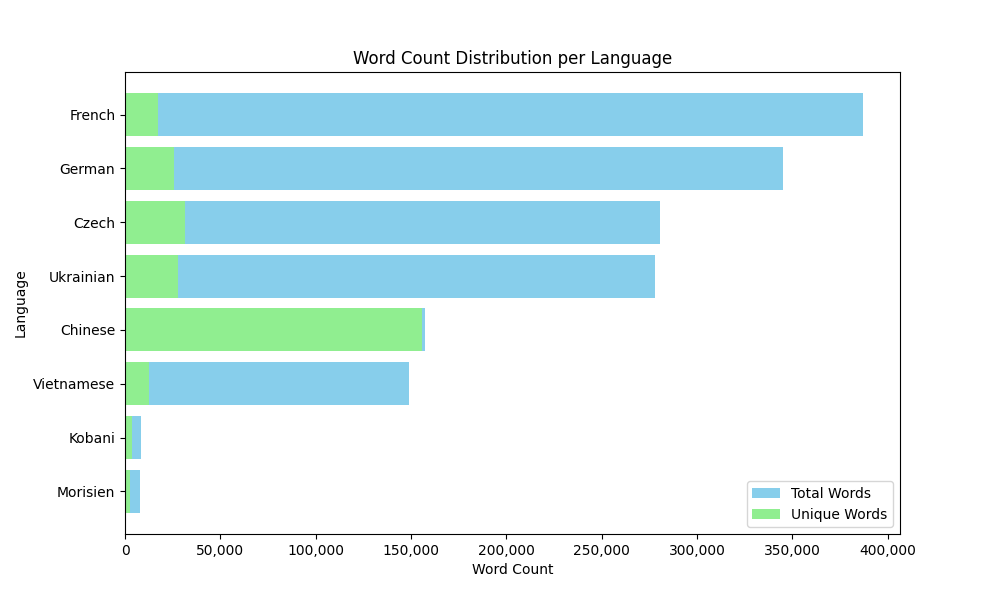 Word Count Distribution per Language
Language
French
German
Czech
Ukrainian
Chinese
Vietnamese
Kobani
Morisien
Total Words
Unique Words
0 50,000 100,000 150,000 200,000 250,000 300,000 350,000 400,000
Word Count